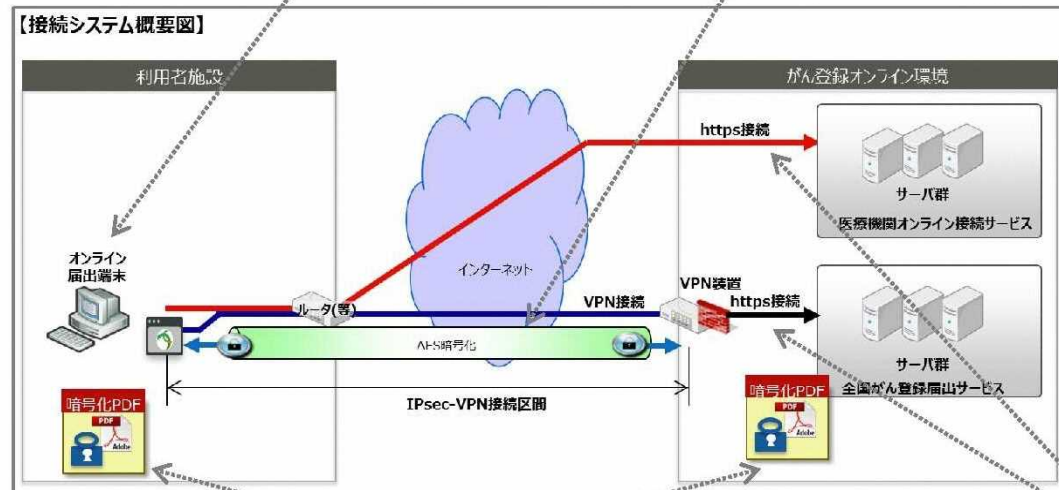 【接続システム概要図】
利用者施設
がん登録オンライン環境
https接続
サーバ群
医療機関オンライン接続サービス
オンライン
届出端末
インターネット
ルータ(等)
VPN接続
VPN装置
https接続
AES暗号化
サーバ群
全国がん登録届出サービス
IPsec-VPN接続区間
暗号化PDF
PDF
Adobe
暗号化PDF
PDF
Adobe